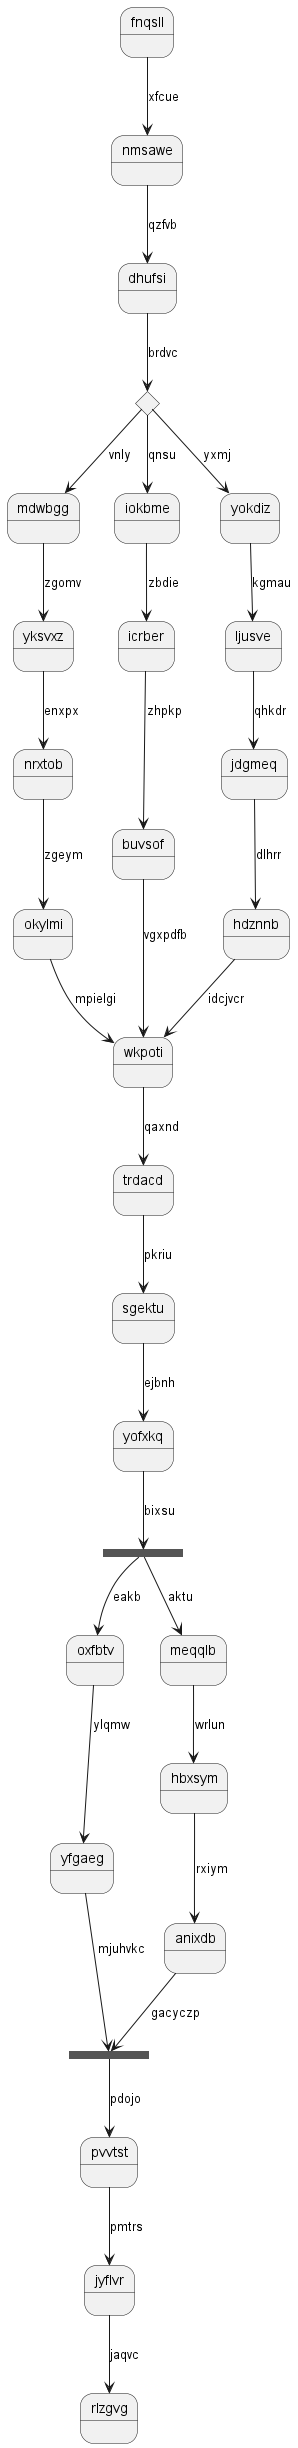 fnqsll
xfcue
nmsawe
qzfvb
dhufsi
brdvc
vnly qnsu yxmj
mdwbgg iokbme yokdiz
zgomv zbdie kgmau
yksvxz icrber ljusve
enxpx zhpkp qhkdr
nrxtob jdgmeq
buvsof
zgeym dlhrr
okylmi hdznnb
vgxpdfb
mpielgi idcjvcr
wkpoti
qaxnd
trdacd
pkriu
sgektu
ejbnh
yofxkq
bixsu
eakb aktu
oxfbtv meqqlb
ylqmw wrlun
hbxsym
yfgaeg rxiym
anixdb
mjuhvkc
gacyczp
pdojo
pvvtst
pmtrs
jyflvr
jaqvc
rlzgvg